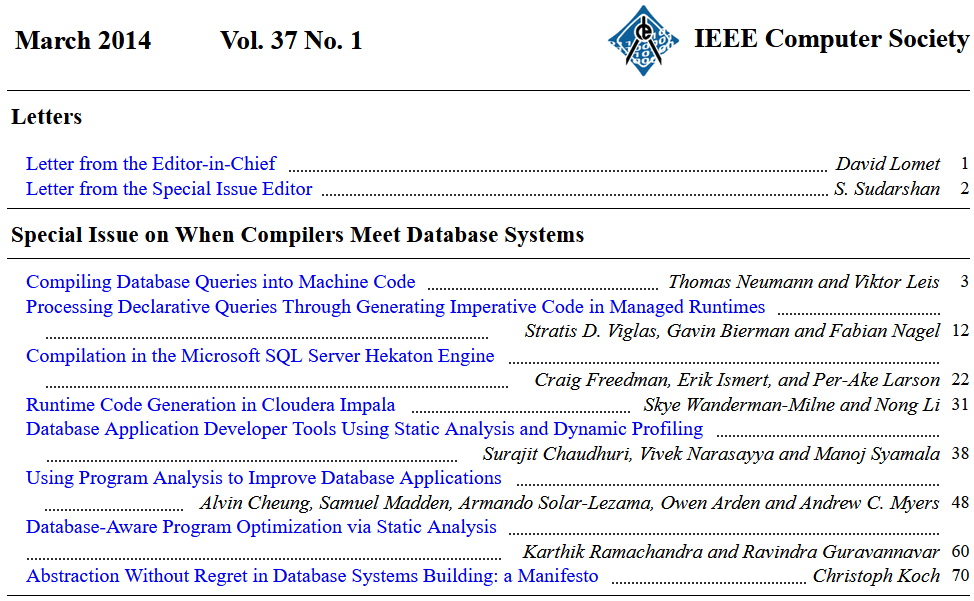 March 2014 Vol. 37 No. 1 IEEE Computer Society
Letters
Letter from the Editor-in-Chief David Lomet 1
Letter from the Special Issue Editor S. Sudarshan 2
Special Issue on When Compilers Meet Database Systems
Compiling Database Queries into Machine Code Thomas Neumann and Viktor Leis 3
Processing Declarative Queries Through Generating Imperative Code in Managed Runtimes
Stratis D. Viglas, Gavin Bierman and Fabian Nagel 12
Compilation in the Microsoft SQL Server Hekaton Engine
Craig Freedman, Erik Ismert, and Per-Ake Larson 22
Runtime Code Generation in Cloudera Impala Skye Wanderman-Milne and Nong Li 31
Database Application Developer Tools Using Static Analysis and Dynamic Profiling
Surajit Chaudhuri, Vivek Narasayya and Manoj Syamala 38
Using Program Analysis to Improve Database Applications
Alvin Cheung, Samuel Madden, Armando Solar-Lezama, Owen Arden and Andrew C. Myers 48
Database-Aware Program Optimization via Static Analysis
Karthik Ramachandra and Ravindra Guravannavar 60
Abstraction Without Regret in Database Systems Building: a Manifesto Christoph Koch 70